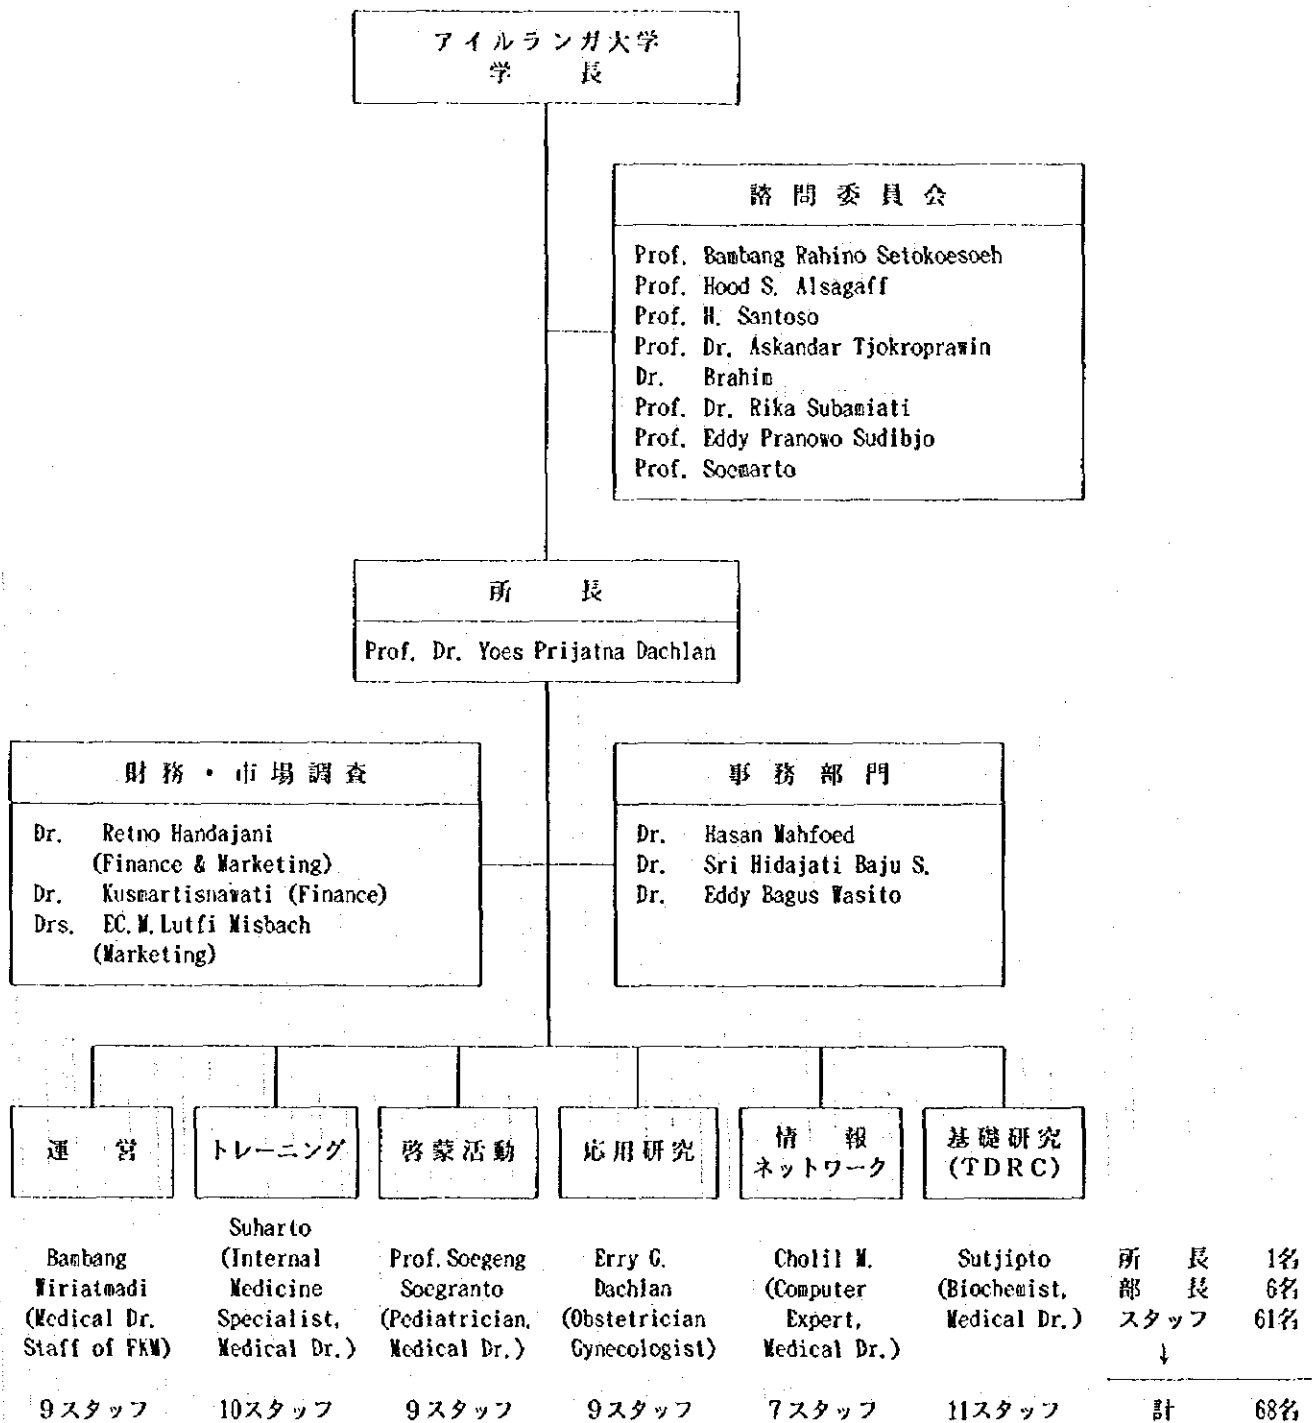 アイルランガ大学
学 長
諮問委員会
Prof. Bambang Rahino Setokoesoeh
Prof. Hood S. Alsagaff
Prof. H. Santoso
Prof. Dr. Askandar Tjokroprawin
Dr. Brahim
Prof. Dr. Rika Subamiati
Prof. Eddy Pranowo Sudibjo
Prof. Soemarto
所 長
Prof. Dr. Yoes Prijatna Dachlan
財務・市場調査
Dr. Retno Handajani
(Finance & Marketing)
Dr. Kusmartisnawati (Finance)
Drs. EC. M. Lutfi Misbach
(Marketing)
事務部門
Dr. Hasan Mahfoed
Dr. Sri Hidajati Baju S.
Dr. Eddy Bagus Wasito
運 営
トレーニング
啓蒙活動
応用研究
情 報
ネットワーク
基礎研究
(TDRC)
Bambang
Wiriatmadi
(Medical Dr.
Staff of FKM)
9スタッフ
Suharto
(Internal
Medicine
Specialist,
Medical Dr.)
10スタッフ
Prof. Soegeng
Soegranto
(Pediatrician,
Medical Dr.)
9スタッフ
Erry G.
Dachlan
(Obstetrician
Gynecologist)
9スタッフ
Cholil M.
(Computer
Expert,
Medical Dr.)
7スタッフ
Sutjipto
(Biochemist,
Medical Dr.)
11スタッフ
所 長 1名
部 長 6名
スタッフ 61名
↓
計 68名